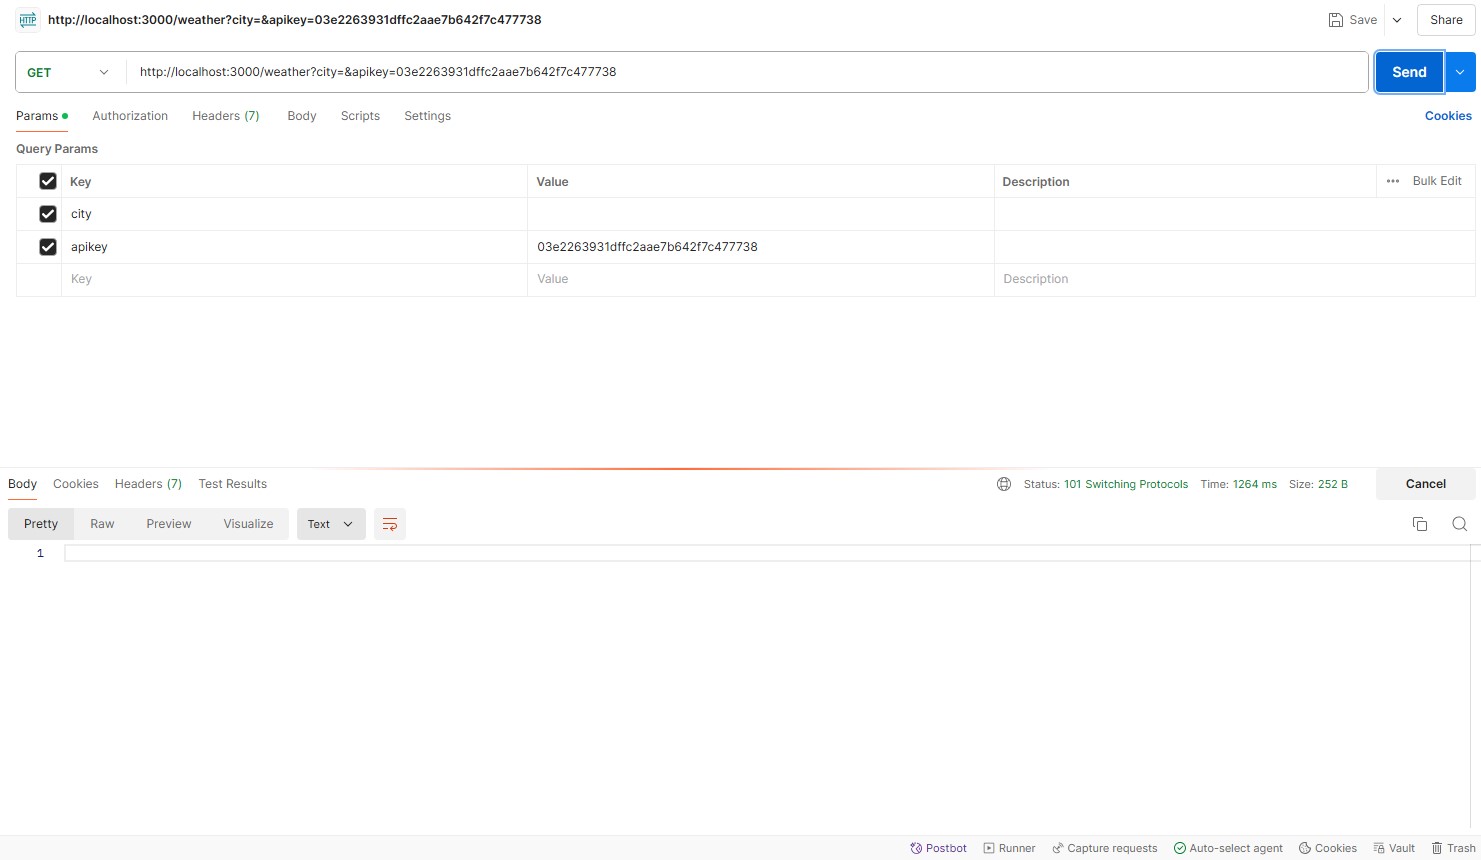 HTTP http://localhost:3000/weather?city=&apikey=03e2263931dffc2aae7b642f7c477738 Save Share
GET http://localhost:3000/weather?city=&apikey=03e2263931dffc2aae7b642f7c477738 Send
Params Authorization Headers (7) Body Scripts Settings Cookies
Query Params
Key Value Description ••• Bulk Edit
city
apikey 03e2263931dffc2aae7b642f7c477738
Key Value Description
Body Cookies Headers (7) Test Results Status: 101 Switching Protocols Time: 1264 ms Size: 252 B Cancel
Pretty Raw Preview Visualize Text
1
Postbot Runner Capture requests Auto-select agent Cookies Vault Trash